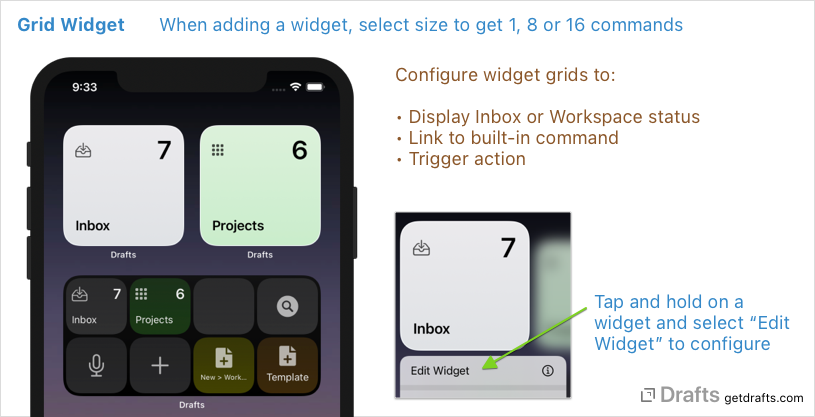 Grid Widget When adding a widget, select size to get 1, 8 or 16 commands
9:33
7
Inbox
Drafts
6
Projects
Drafts
7
Inbox
6
Projects
New > Work...
Template
Drafts
Configure widget grids to:
• Display Inbox or Workspace status
• Link to built-in command
• Trigger action
7
Inbox
Edit Widget
Tap and hold on a
widget and select “Edit
Widget” to configure
Drafts getdrafts.com